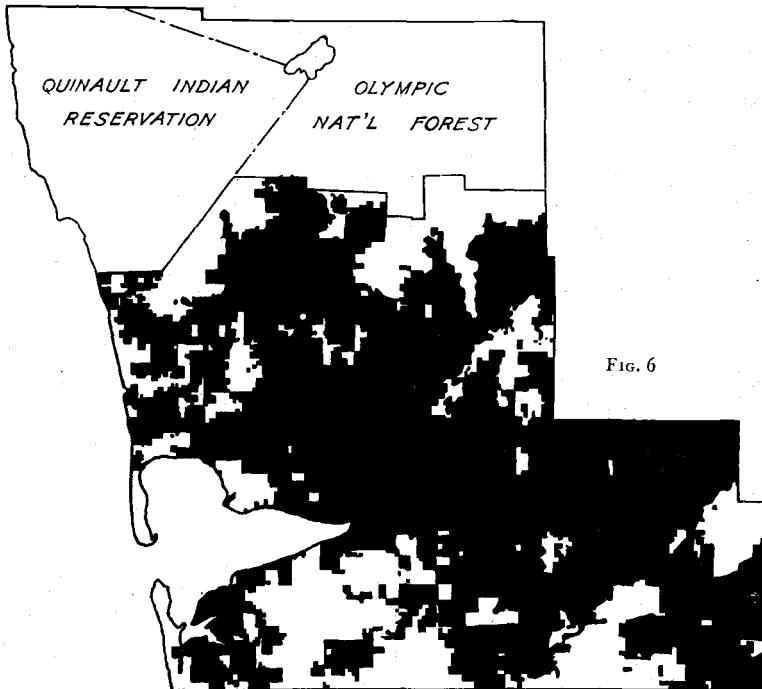 QUINAULT INDIAN
RESERVATION
OLYMPIC
NAT'L FOREST
FIG. 6